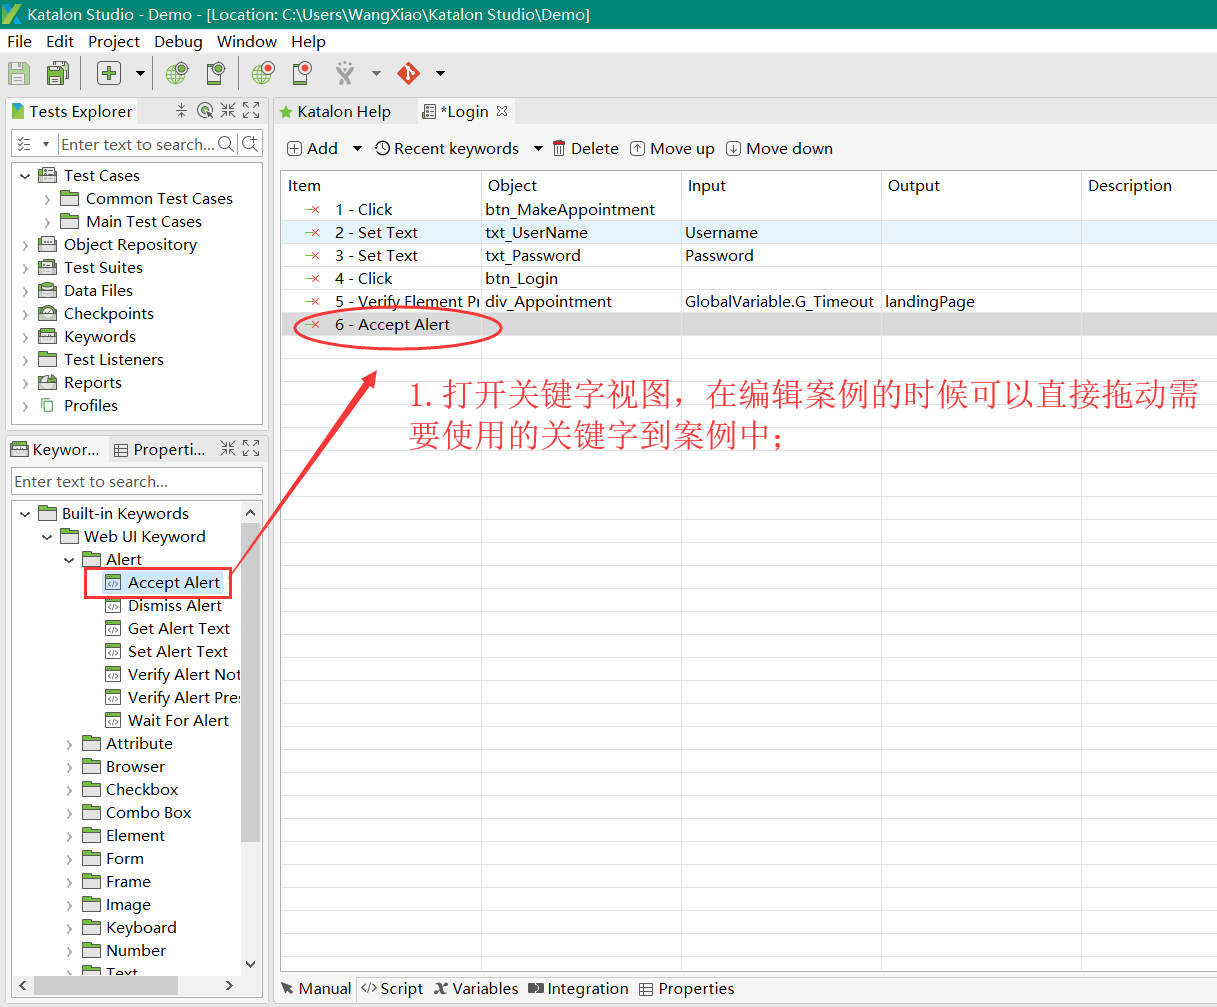 Katalon Studio - Demo - [Location: C:\Users\WangXiao\Katalon Studio\Demo]
File Edit Project Debug Window Help
Tests Explorer
Enter text to search...
Test Cases
Common Test Cases
Main Test Cases
Object Repository
Test Suites
Data Files
Checkpoints
Keywords
Test Listeners
Reports
Profiles
Keywor... Properti...
Enter text to search...
Built-in Keywords
Web UI Keyword
Alert
Accept Alert
Dismiss Alert
Get Alert Text
Set Alert Text
Verify Alert Not
Verify Alert Pre
Wait For Alert
Attribute
Browser
Checkbox
Combo Box
Element
Form
Frame
Image
Keyboard
Number
Text
Katalon Help *Login
Add Recent keywords Delete Move up Move down
Item Object Input Output Description
1 - Click btn_MakeAppointment
2 - Set Text txt_UserName Username
3 - Set Text txt_Password Password
4 - Click btn_Login
5 - Verify Element Pr div_Appointment GlobalVariable.G_Timeout landingPage
6 - Accept Alert
1.打开关键字视图，在编辑案例的时候可以直接拖动需
要使用的关键字到案例中；
Manual Script Variables Integration Properties